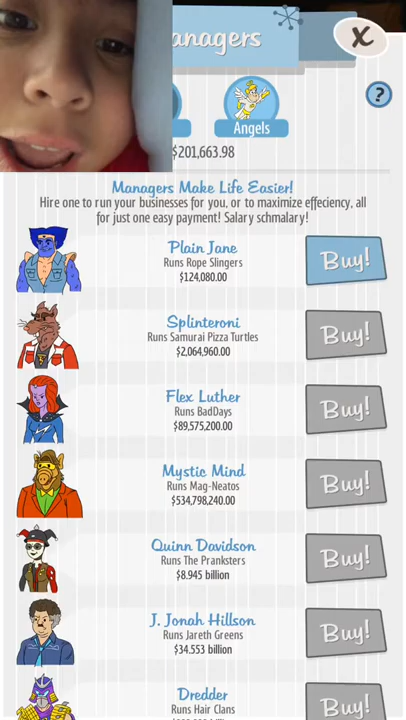 anagers
X
Angels
?
$201,663.98
Managers Make Life Easier!
Hire one to run your businesses for you, or to maximize effeciency, all
for just one easy payment! Salary schmalary!
Plain Jane
Runs Rope Slingers
$124,080.00
Buy!
Splinteroni
Runs Samurai Pizza Turtles
$2,064,960.00
Buy!
Flex Luther
Runs BadDays
$89,575,200.00
Buy!
Mystic Mind
Runs Mag-Neatos
$534,798,240.00
Buy!
Quinn Davidson
Runs The Pranksters
$8.945 billion
Buy!
J. Jonah Hillson
Runs Jareth Greens
$34.553 billion
Buy!
Dredder
Runs Hair Clans
Buy!